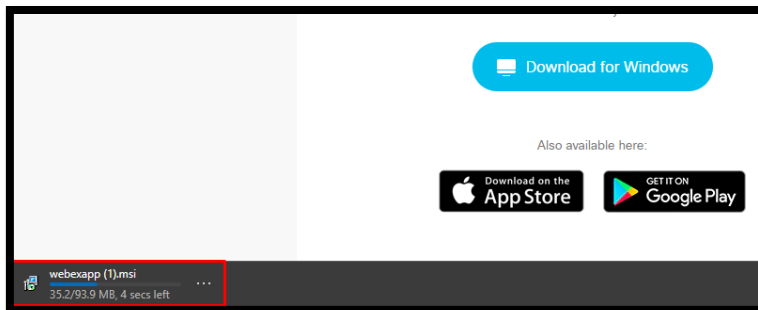 Download for Windows
Also available here:
Download on the
App Store
GET IT ON
Google Play
webexapp (1).msi
35.2/93.9 MB, 4 secs left
...